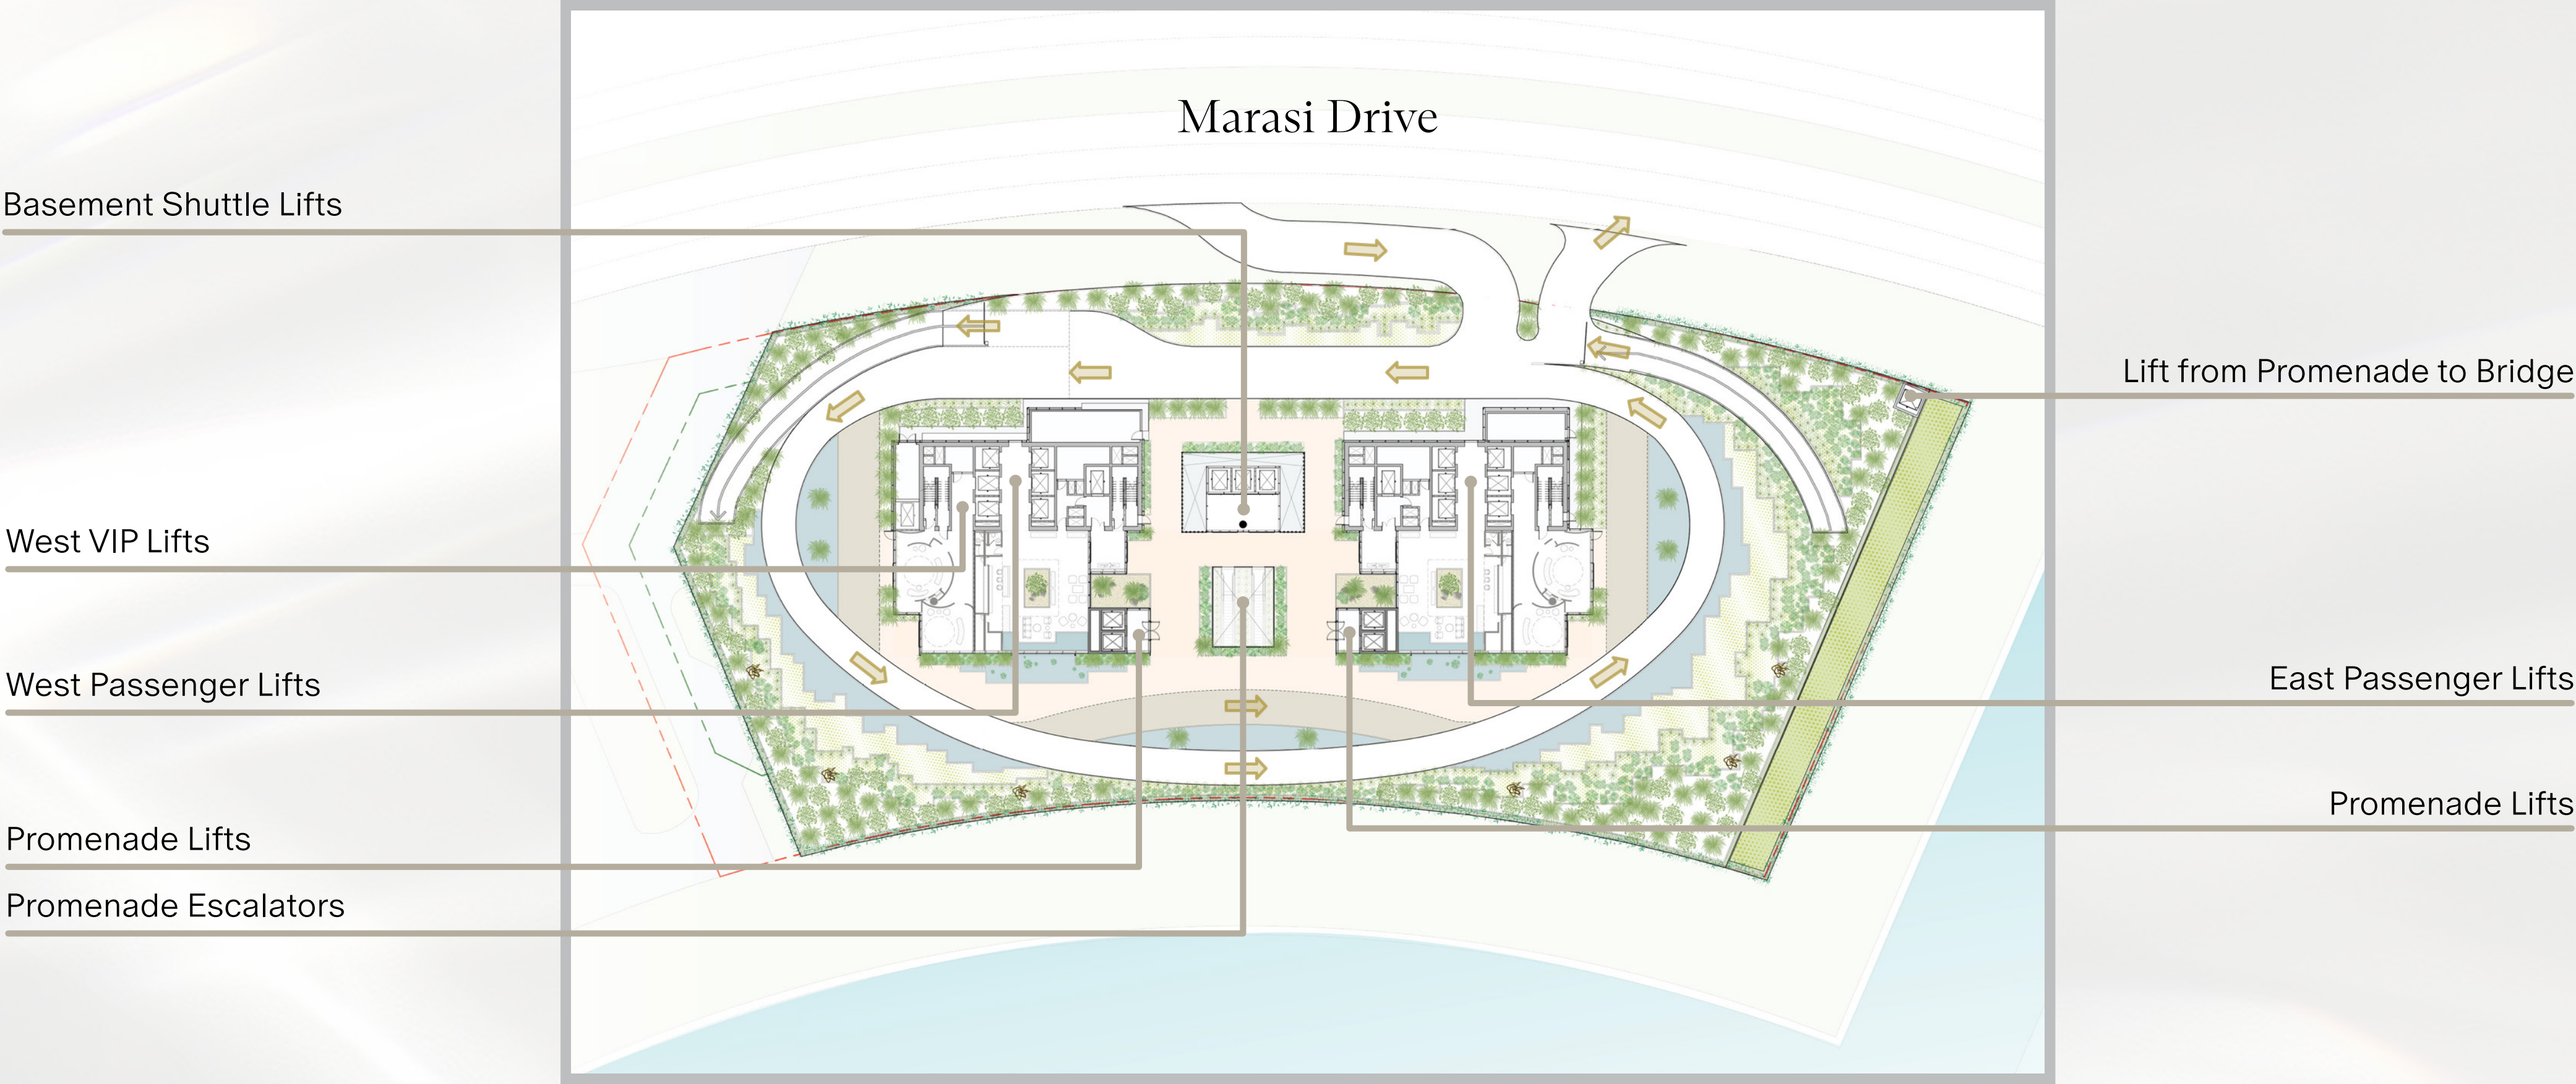 Marasi Drive
Basement Shuttle Lifts
Lift from Promenade to Bridge
West VIP Lifts
West Passenger Lifts
East Passenger Lifts
Promenade Lifts
Promenade Lifts
Promenade Escalators